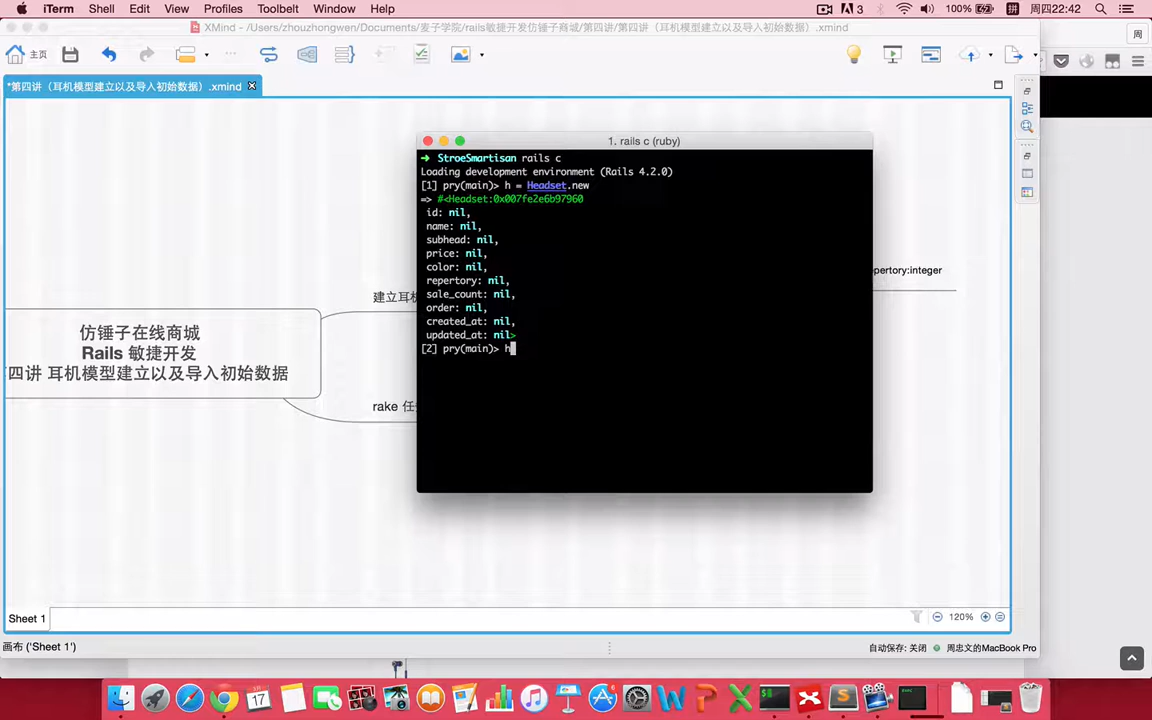 iTerm Shell Edit View Profiles Toolbelt Window Help
3 100% 周四22:42
XMind - /Users/zhouzhongwen/Documents/麦子学院/rails敏捷开发仿锤子商城/第四讲/第四讲（耳机模型建立以及导入初始数据）.xmind
周
主页
*第四讲（耳机模型建立以及导入初始数据）.xmind
1. rails c (ruby)
StroeSmartisan rails c
Loading development environment (Rails 4.2.0)
[1] pry(main)> h = Headset.new
=> #<Headset:0x007fe2e6b97960
id: nil,
name: nil,
subhead: nil,
price: nil,
color: nil,
repertory: nil,
sale_count: nil,
order: nil,
created_at: nil,
updated_at: nil>
[2] pry(main)> h
pertory:integer
建立耳机
仿锤子在线商城
Rails 敏捷开发
四讲 耳机模型建立以及导入初始数据
rake 任
Sheet 1
120%
画布 ('Sheet 1')
自动保存: 关闭
周忠文的MacBook Pro
17